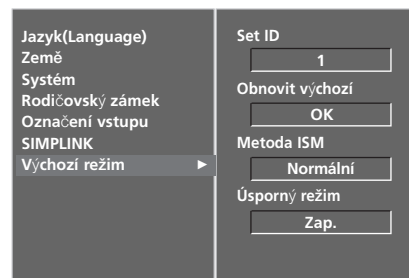 Jazyk(Language)
Země
Systém
Rodičovský zámek
Označení vstupu
SIMPLINK
Výchozí režim ►
Set ID
1
Obnovit výchozí
OK
Metoda ISM
Normální
Úsporný režim
Zap.